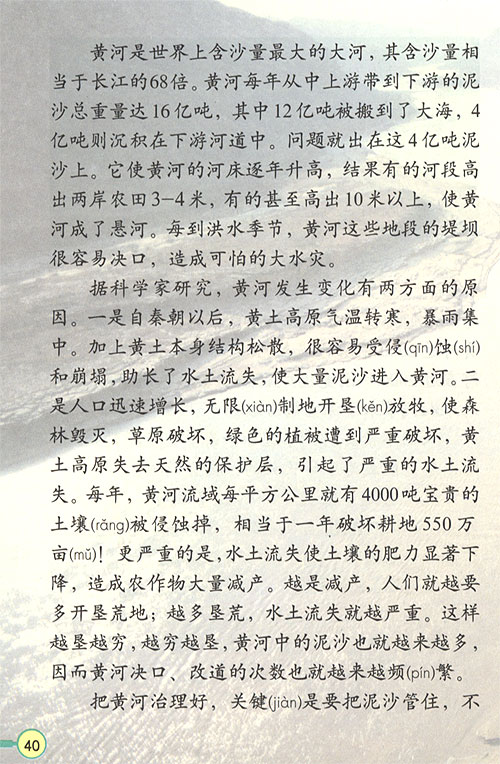 黄河是世界上含沙量最大的大河，其含沙量相
当于长江的68倍。黄河每年从中上游带到下游的泥
沙总重量达16亿吨，其中12亿吨被搬到了大海，4
亿吨则沉积在下游河道中。问题就出在这4亿吨泥
沙上。它使黄河的河床逐年升高，结果有的河段高
出两岸农田3-4米，有的甚至高出10米以上，使黄
河成了悬河。每到洪水季节，黄河这些地段的堤坝
很容易决口，造成可怕的大水灾。
据科学家研究，黄河发生变化有两方面的原
因。一是自秦朝以后，黄土高原气温转寒，暴雨集
中。加上黄土本身结构松散，很容易受侵(qīn)蚀(shí)
和崩塌，助长了水土流失，使大量泥沙进入黄河。二
是人口迅速增长，无限(xiàn)制地开垦(kěn)放牧，使森
林毁灭，草原破坏，绿色的植被遭到严重破坏，黄
土高原失去天然的保护层，引起了严重的水土流
失。每年，黄河流域每平方公里就有4000吨宝贵的
土壤(rǎng)被侵蚀掉，相当于一年破坏耕地550万
亩(mǔ)！更严重的是，水土流失使土壤的肥力显著下
降，造成农作物大量减产。越是减产，人们就越要
多开垦荒地；越多垦荒，水土流失就越严重。这样
越垦越穷，越穷越垦，黄河中的泥沙也就越来越多，
因而黄河决口、改道的次数也就越来越频(pín)繁。
把黄河治理好，关键(jiàn)是要把泥沙管住，不
40